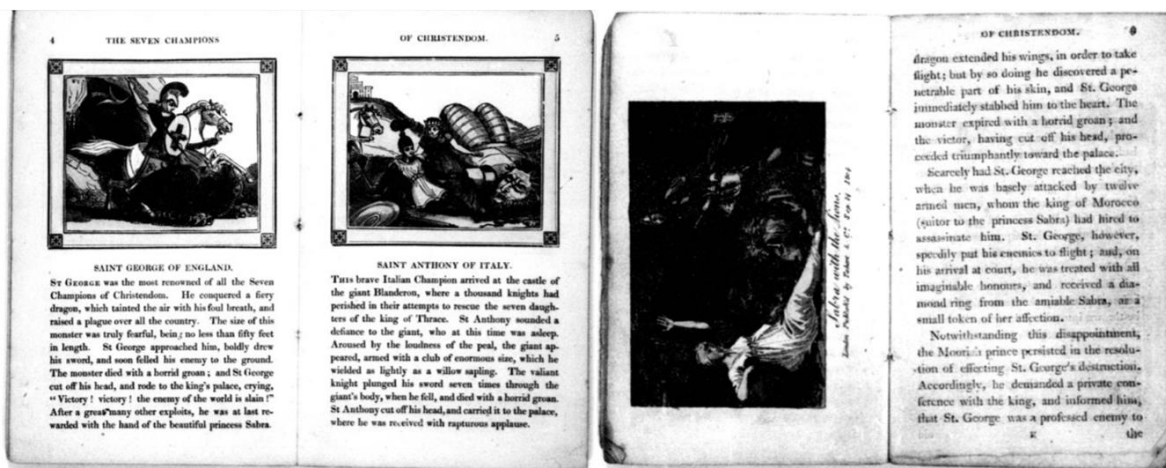 4 THE SEVEN CHAMPIONS
SAINT GEORGE OF ENGLAND.
ST GEORGE was the most renowned of all the Seven
Champions of Christendom. He conquered a fiery
dragon, which tainted the air with his foul breath, and
raised a plague over all the country. The size of this
monster was truly fearful, being no less than fifty feet
in length. St George approached him, boldly drew
his sword, and soon felled his enemy to the ground.
The monster died with a horrid groan; and St George
cut off his head, and rode to the king's palace, crying,
"Victory! victory! the enemy of the world is slain!"
After a great many other exploits, he was at last re-
warded with the hand of the beautiful princess Sabra.
OF CHRISTENDOM. 5
SAINT ANTHONY OF ITALY.
THIS brave Italian Champion arrived at the castle of
the giant Blanderon, where a thousand knights had
perished in their attempts to rescue the seven daugh-
ters of the king of Thrace. St Anthony sounded a
defiance to the giant, who at this time was asleep.
Aroused by the loudness of the peal, the giant ap-
peared, armed with a club of enormous size, which he
wielded as lightly as a willow sapling. The valiant
knight plunged his sword seven times through the
giant's body, when he fell, and died with a horrid groan.
St Anthony cut off his head, and carried it to the palace,
where he was received with rapturous applause.
Sabra with the lions.
London Published by Tabart & Co.
OF CHRISTENDOM.
dragon extended his wings, in order to take
flight; but by so doing he discovered a pe-
netrable part of his skin, and St. George
immediately stabbed him to the heart. The
monster expired with a horrid groan; and
the victor, having cut off his head, pro-
ceeded triumphantly toward the palace.
Scarcely had St. George reached the city,
when he was basely attacked by twelve
armed men, whom the king of Morocco
(suitor to the princess Sabra) had hired to
assassinate him. St. George, however,
speedily put his enemies to flight; and, on
his arrival at court, he was treated with all
imaginable honours, and received a dia-
mond ring from the amiable Sabra, as a
small token of her affection.
Notwithstanding this disappointment,
the Moorish prince persisted in the resolu-
tion of effecting St. George's destruction.
Accordingly, he demanded a private con-
ference with the king, and informed him,
that St. George was a professed enemy to
E the